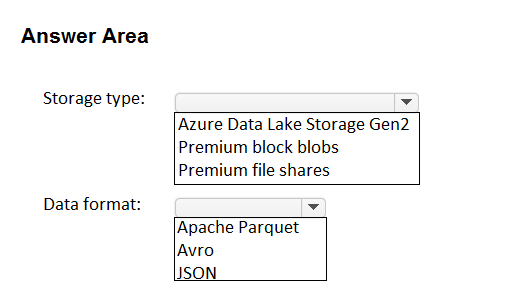 Answer Area
Storage type:
Azure Data Lake Storage Gen2
Premium block blobs
Premium file shares
Data format:
Apache Parquet
Avro
JSON